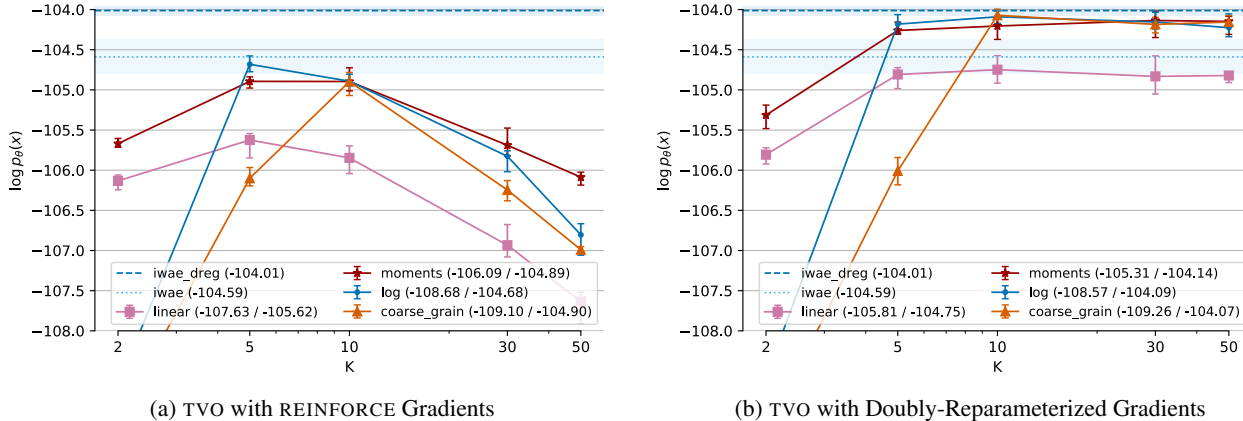 −104.0
−104.5
−105.0
−105.5
−106.0
−106.5
−107.0
−107.5
−108.0
log pθ(x)
iwae_dreg (-104.01)
iwae (-104.59)
linear (-107.63 / -105.62)
moments (-106.09 / -104.89)
log (-108.68 / -104.68)
coarse_grain (-109.10 / -104.90)
2 5 10 30 50
K
(a) TVO with REINFORCE Gradients
−104.0
−104.5
−105.0
−105.5
−106.0
−106.5
−107.0
−107.5
−108.0
log pθ(x)
iwae_dreg (-104.01)
iwae (-104.59)
linear (-105.81 / -104.75)
moments (-105.31 / -104.14)
log (-108.57 / -104.09)
coarse_grain (-109.26 / -104.07)
2 5 10 30 50
K
(b) TVO with Doubly-Reparameterized Gradients